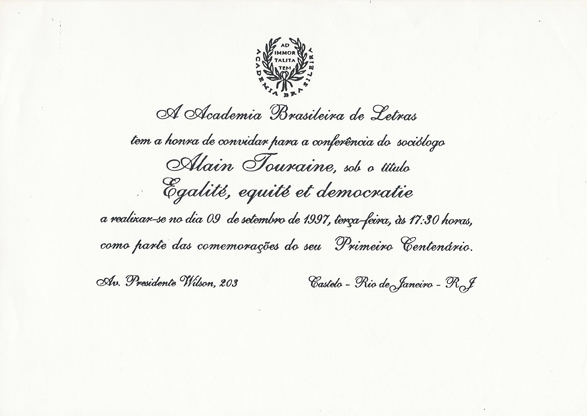 AD
IMMOR
TALITA
TEM
ACADEMIA BRASILEIRA
A Academia Brasileira de Letras
tem a honra de convidar para a conferência do sociólogo
Alain Touraine, sob o título
Egalité, equité et democratie
a realizar-se no dia 09 de setembro de 1997, terça-feira, às 17:30 horas,
como parte das comemorações do seu Primeiro Centenário.
Av. Presidente Wilson, 203 Castelo - Rio de Janeiro - RJ